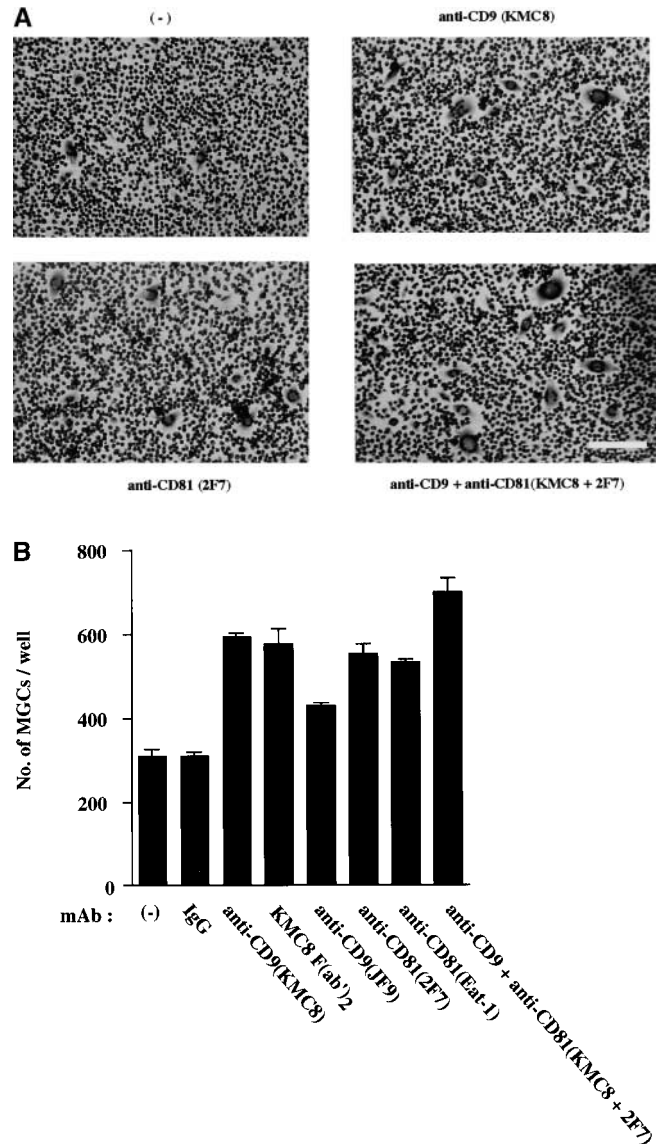 A
(-)
anti-CD9 (KMC8)
anti-CD81 (2F7)
anti-CD9 + anti-CD81(KMC8 + 2F7)
B
No. of MGCs / well
800
600
400
200
0
mAb :
(-)
IgG
anti-CD9(KMC8)
KMC8 F(ab')2
anti-CD9(JF9)
anti-CD81(2F7)
anti-CD81(Eat-1)
anti-CD9 + anti-CD81(KMC8 + 2F7)